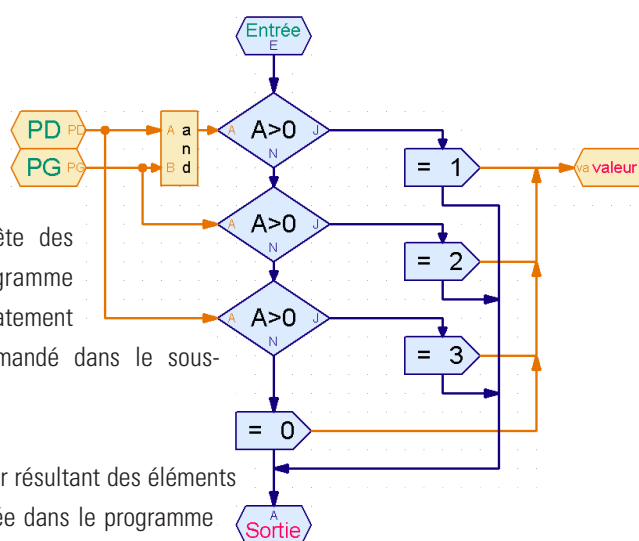 Entrée
E
PD PD
A a
n
B d
PG PG
A A>0 J
N
= 1
va valeur
A A>0 J
N
= 2
ête des
gramme
atement
mandé dans le sous-
A A>0 J
N
= 3
= 0
r résultant des éléments
ée dans le programme
A
Sortie